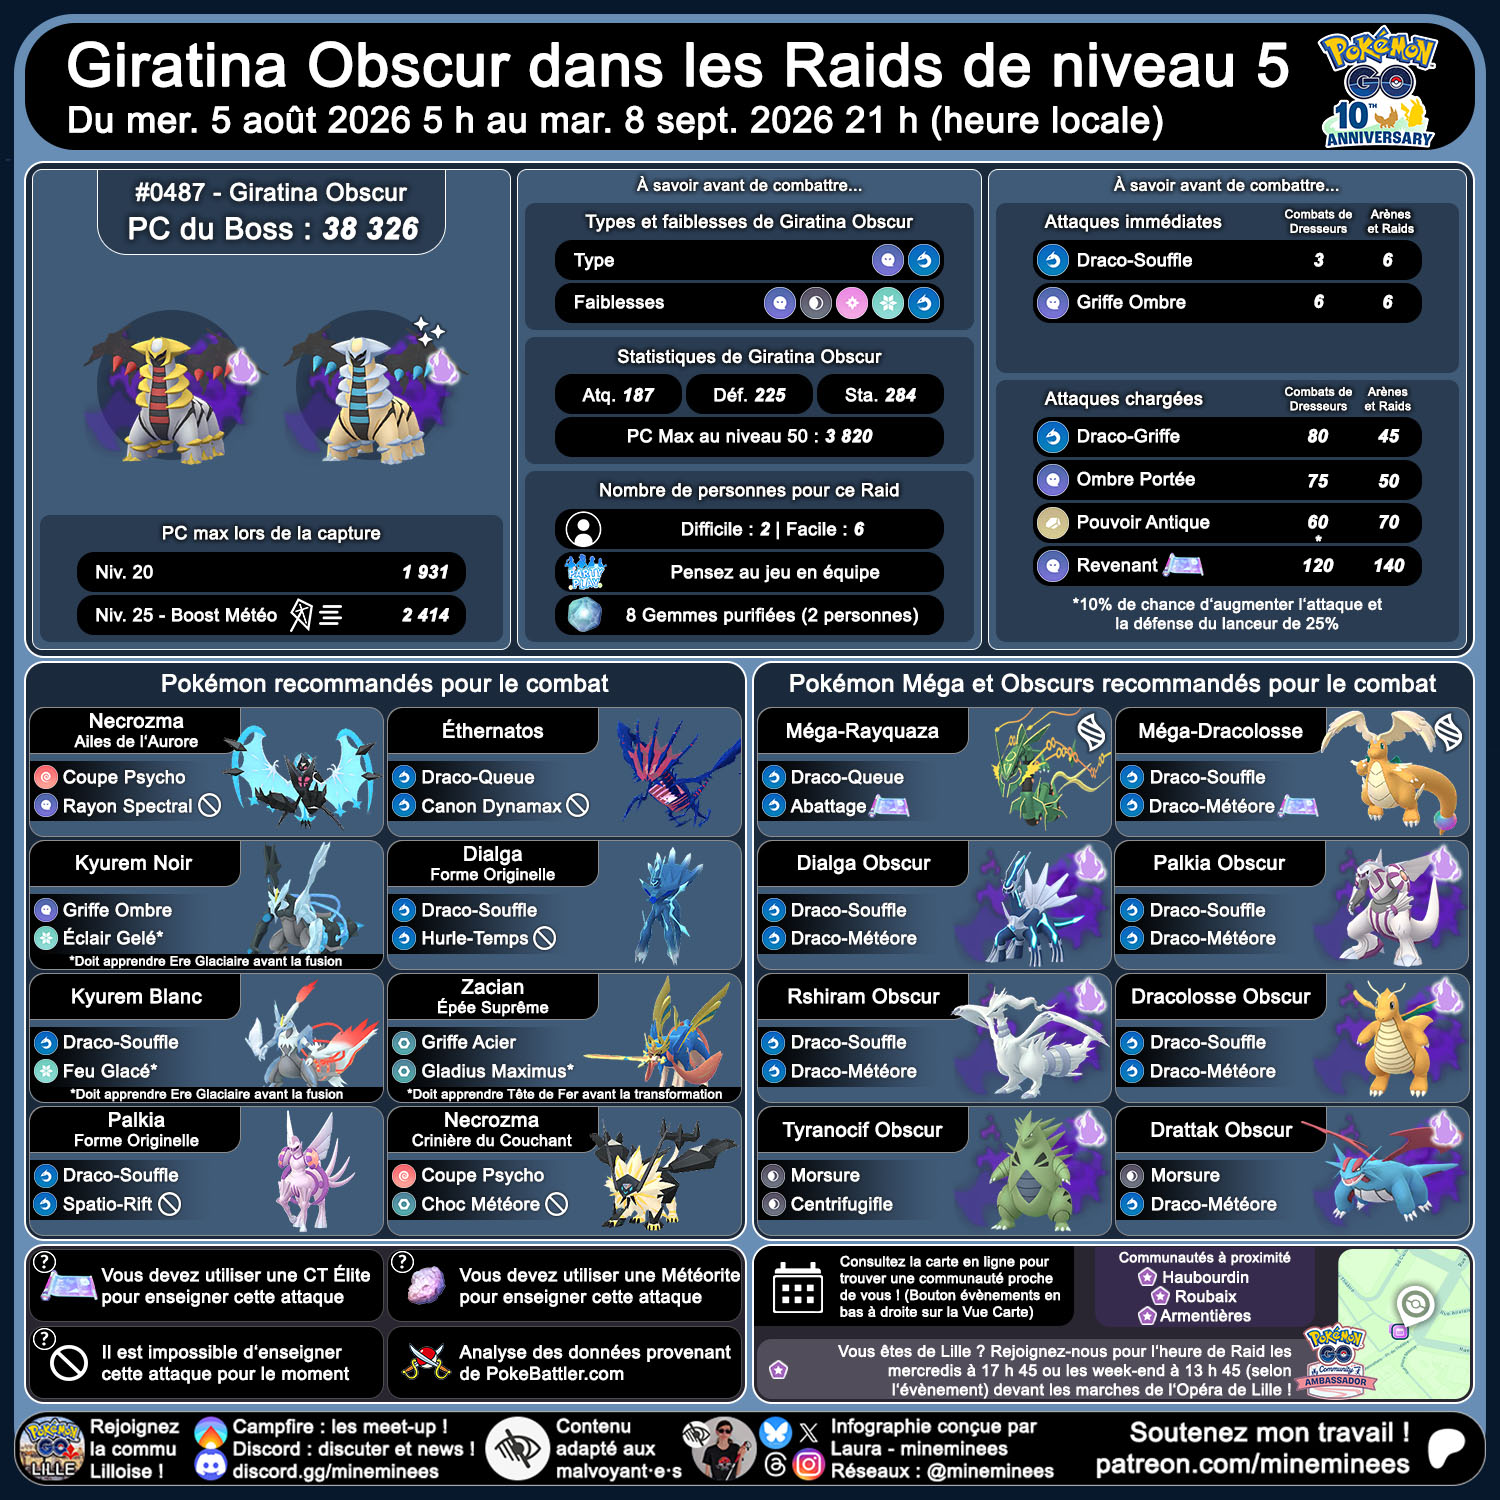 Giratina Obscur dans les Raids de niveau 5
Du mer. 5 août 2026 5 h au mar. 8 sept. 2026 21 h (heure locale)
POKÉMON
GO
10TH
ANNIVERSARY
#0487 - Giratina Obscur
PC du Boss : 38 326
PC max lors de la capture
Niv. 20 1 931
Niv. 25 - Boost Météo 2 414
À savoir avant de combattre...
Types et faiblesses de Giratina Obscur
Type
Faiblesses
Statistiques de Giratina Obscur
Atq. 187 Déf. 225 Sta. 284
PC Max au niveau 50 : 3 820
Nombre de personnes pour ce Raid
Difficile : 2 | Facile : 6
PARTY PLAY
Pensez au jeu en équipe
8 Gemmes purifiées (2 personnes)
À savoir avant de combattre...
Attaques immédiates
Combats de Dresseurs
Arènes et Raids
Draco-Souffle 3 6
Griffe Ombre 6 6
Attaques chargées
Combats de Dresseurs
Arènes et Raids
Draco-Griffe 80 45
Ombre Portée 75 50
Pouvoir Antique 60 70
*
Revenant 120 140
*10% de chance d'augmenter l'attaque et
la défense du lanceur de 25%
Pokémon recommandés pour le combat
Necrozma
Ailes de l'Aurore
Coupe Psycho
Rayon Spectral
Éthernatos
Draco-Queue
Canon Dynamax
Kyurem Noir
Griffe Ombre
Éclair Gelé*
*Doit apprendre Ere Glaciaire avant la fusion
Dialga
Forme Originelle
Draco-Souffle
Hurle-Temps
Kyurem Blanc
Draco-Souffle
Feu Glacé*
*Doit apprendre Ere Glaciaire avant la fusion
Zacian
Épée Suprême
Griffe Acier
Gladius Maximus*
*Doit apprendre Tête de Fer avant la transformation
Palkia
Forme Originelle
Draco-Souffle
Spatio-Rift
Necrozma
Crinière du Couchant
Coupe Psycho
Choc Météore
Pokémon Méga et Obscurs recommandés pour le combat
Méga-Rayquaza
Draco-Queue
Abattage
Méga-Dracolosse
Draco-Souffle
Draco-Météore
Dialga Obscur
Draco-Souffle
Draco-Météore
Palkia Obscur
Draco-Souffle
Draco-Météore
Rshiram Obscur
Draco-Souffle
Draco-Météore
Dracolosse Obscur
Draco-Souffle
Draco-Météore
Tyranocif Obscur
Morsure
Centrifugifle
Drattak Obscur
Morsure
Draco-Météore
?
Vous devez utiliser une CT Élite
pour enseigner cette attaque
?
Vous devez utiliser une Météorite
pour enseigner cette attaque
?
Il est impossible d'enseigner
cette attaque pour le moment
Analyse des données provenant
de PokeBattler.com
Consultez la carte en ligne pour
trouver une communauté proche
de vous ! (Bouton évènements en
bas à droite sur la Vue Carte)
Communautés à proximité
Haubourdin
Roubaix
Armentières
Vous êtes de Lille ? Rejoignez-nous pour l'heure de Raid les
mercredis à 17 h 45 ou les week-end à 13 h 45 (selon
l'évènement) devant les marches de l'Opéra de Lille !
POKÉMON
GO
Community
AMBASSADOR
POKÉMON
GO
LILLE
Rejoignez
la commu
Lilloise !
Campfire : les meet-up !
Discord : discuter et news !
discord.gg/mineminees
Contenu
adapté aux
malvoyant·e·s
Infographie conçue par
Laura - mineminees
Réseaux : @mineminees
Soutenez mon travail !
patreon.com/mineminees